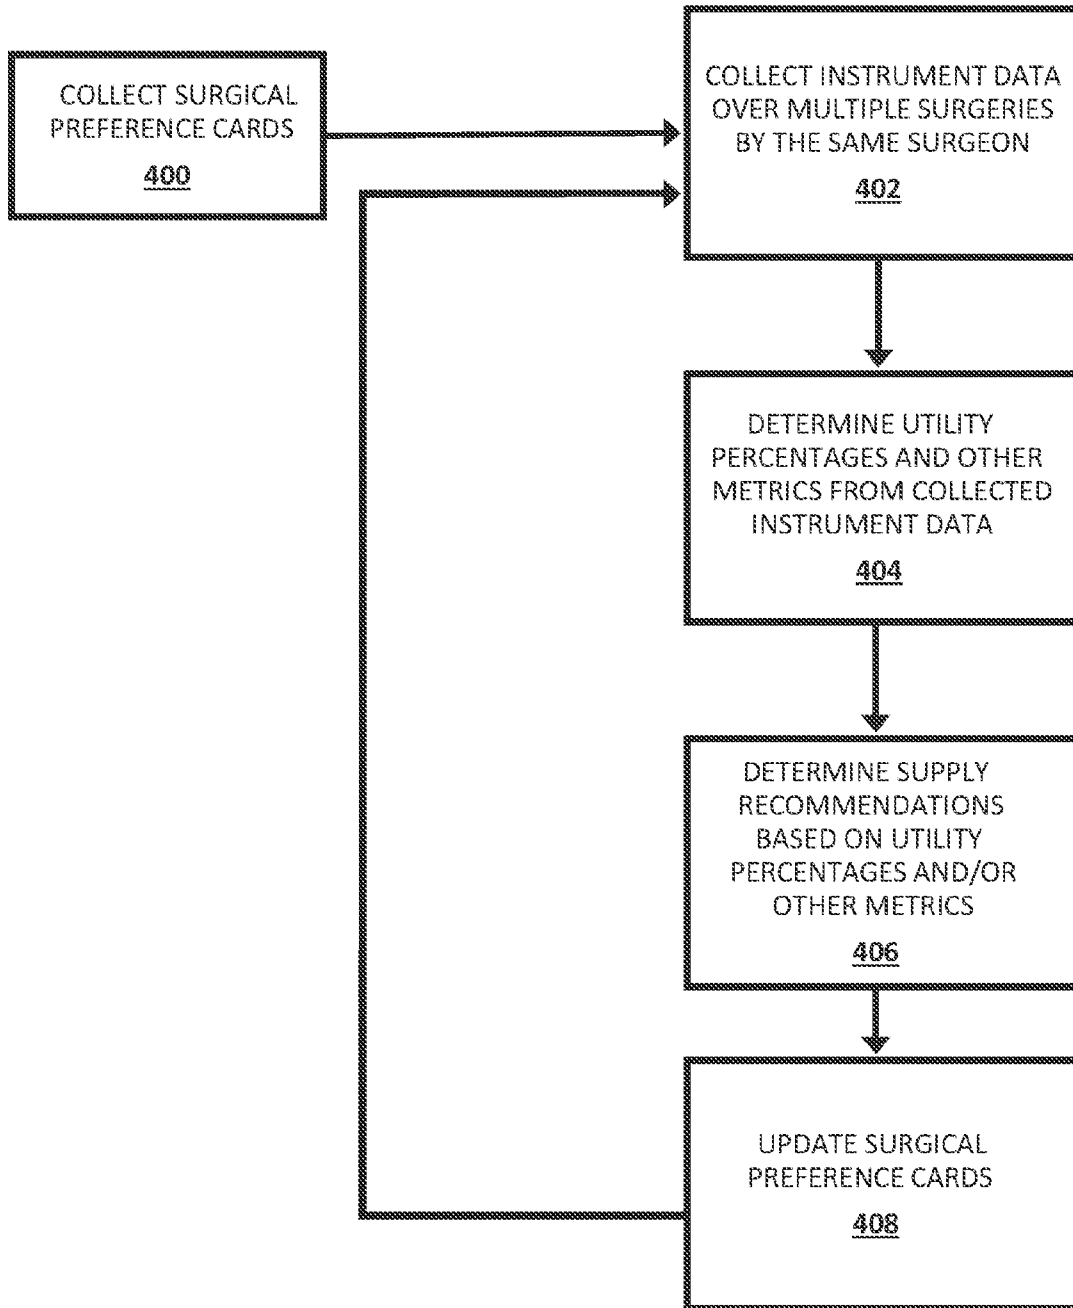 COLLECT SURGICAL
PREFERENCE CARDS
400
COLLECT INSTRUMENT DATA
OVER MULTIPLE SURGERIES
BY THE SAME SURGEON
402
DETERMINE UTILITY
PERCENTAGES AND OTHER
METRICS FROM COLLECTED
INSTRUMENT DATA
404
DETERMINE SUPPLY
RECOMMENDATIONS
BASED ON UTILITY
PERCENTAGES AND/OR
OTHER METRICS
406
UPDATE SURGICAL
PREFERENCE CARDS
408